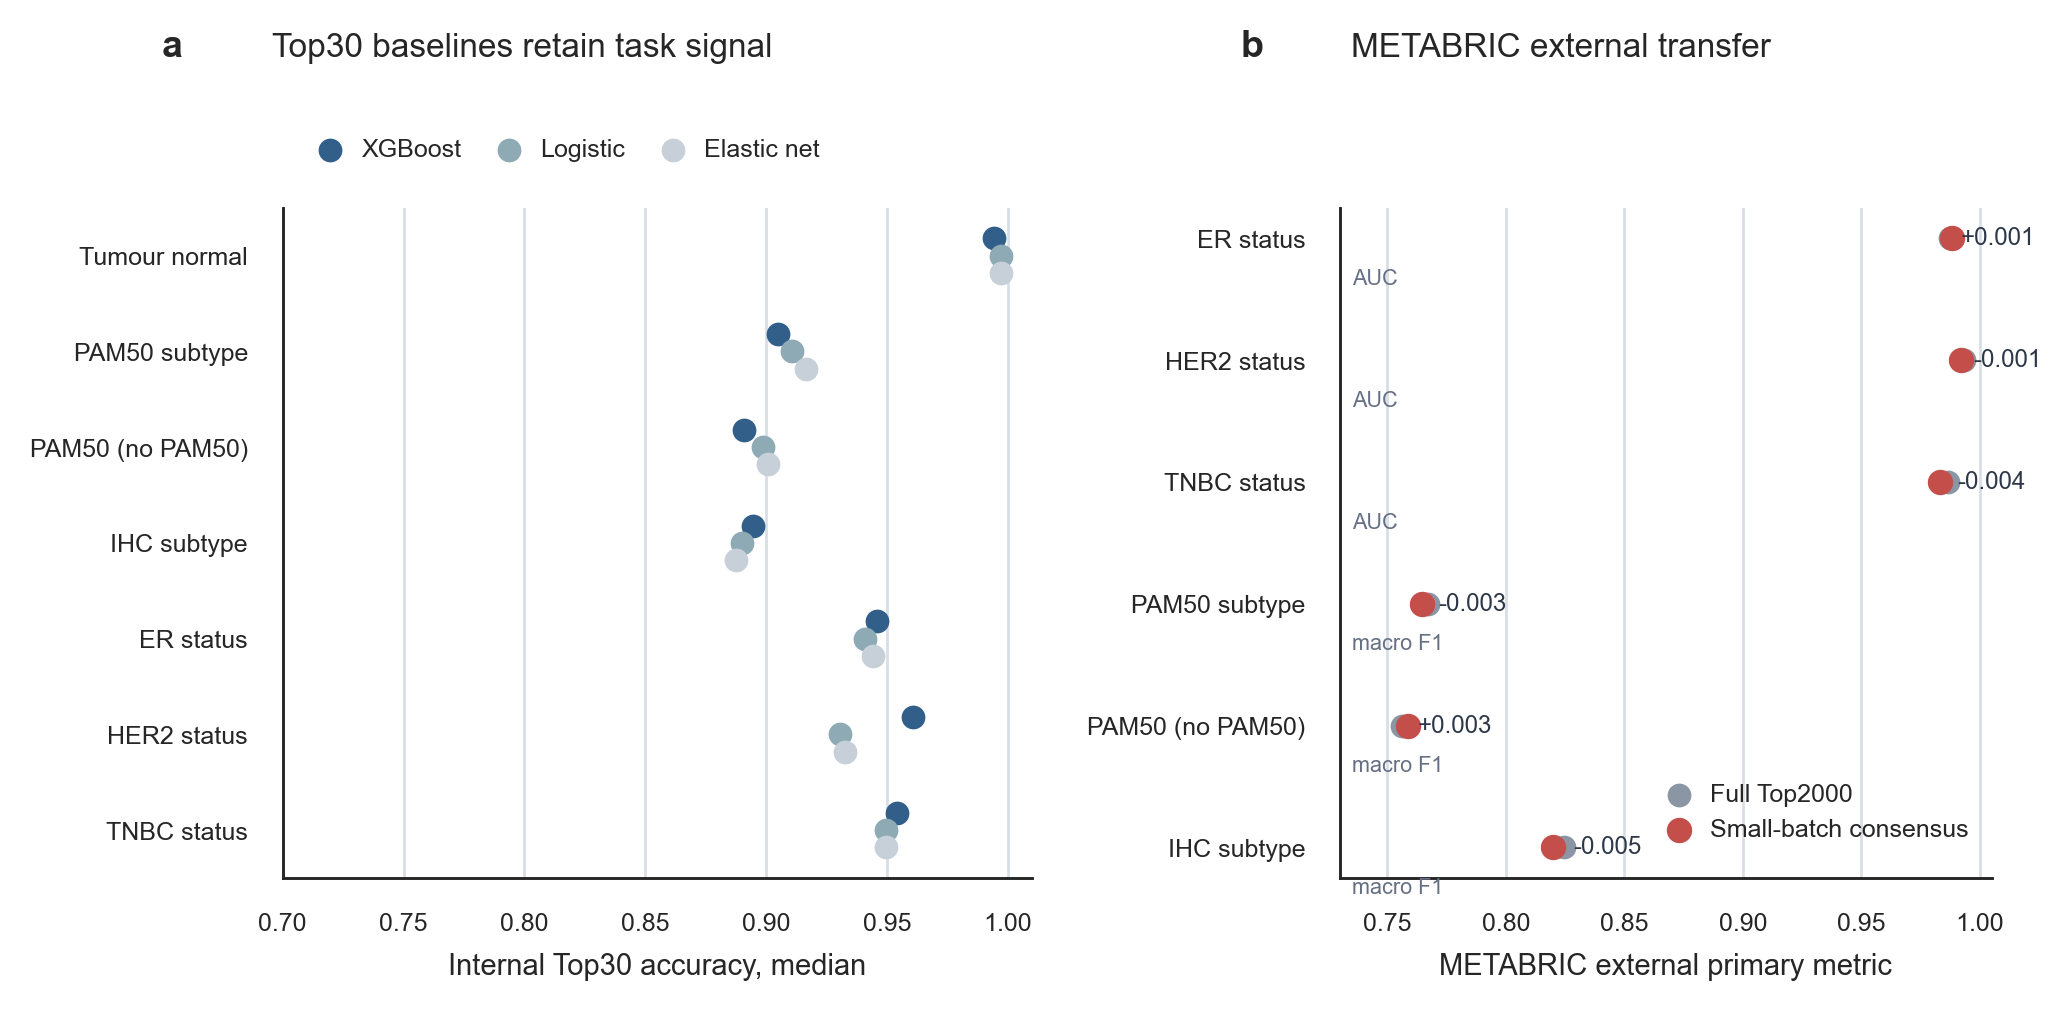 a
Top30 baselines retain task signal
XGBoost
Logistic
Elastic net
Tumour normal
PAM50 subtype
PAM50 (no PAM50)
IHC subtype
ER status
HER2 status
TNBC status
0.70 0.75 0.80 0.85 0.90 0.95 1.00
Internal Top30 accuracy, median
b
METABRIC external transfer
ER status
+0.001
AUC
HER2 status
-0.001
AUC
TNBC status
-0.004
AUC
PAM50 subtype
-0.003
macro F1
PAM50 (no PAM50)
+0.003
macro F1
Full Top2000
Small-batch consensus
IHC subtype
-0.005
macro F1
0.75 0.80 0.85 0.90 0.95 1.00
METABRIC external primary metric